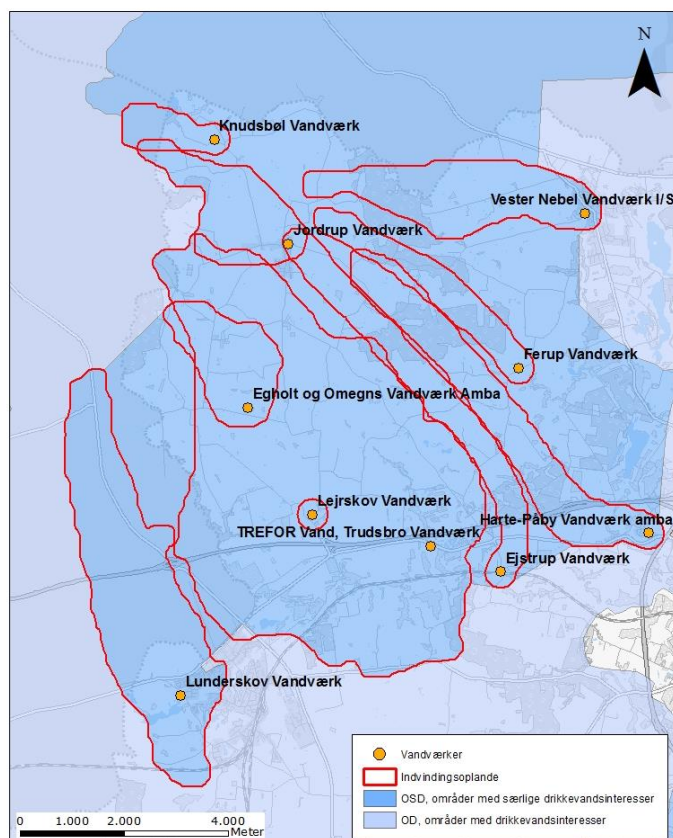 N
Knudsbøl Vandværk
Vester Nebel Vandværk I/S
Jordrup Vandværk
Ferup Vandværk
Egholt og Omegns Vandværk Amba
Lejrskov Vandværk
Harte-Påby Vandværk amba
TREFOR Vand, Trudsbro Vandværk
Ejstrup Vandværk
Lunderskov Vandværk
Vandværker
Indvindingsoplande
OSD, områder med særlige drikkevandsinteresser
OD, områder med drikkevandsinteresser
0 1.000 2.000 4.000
Meter